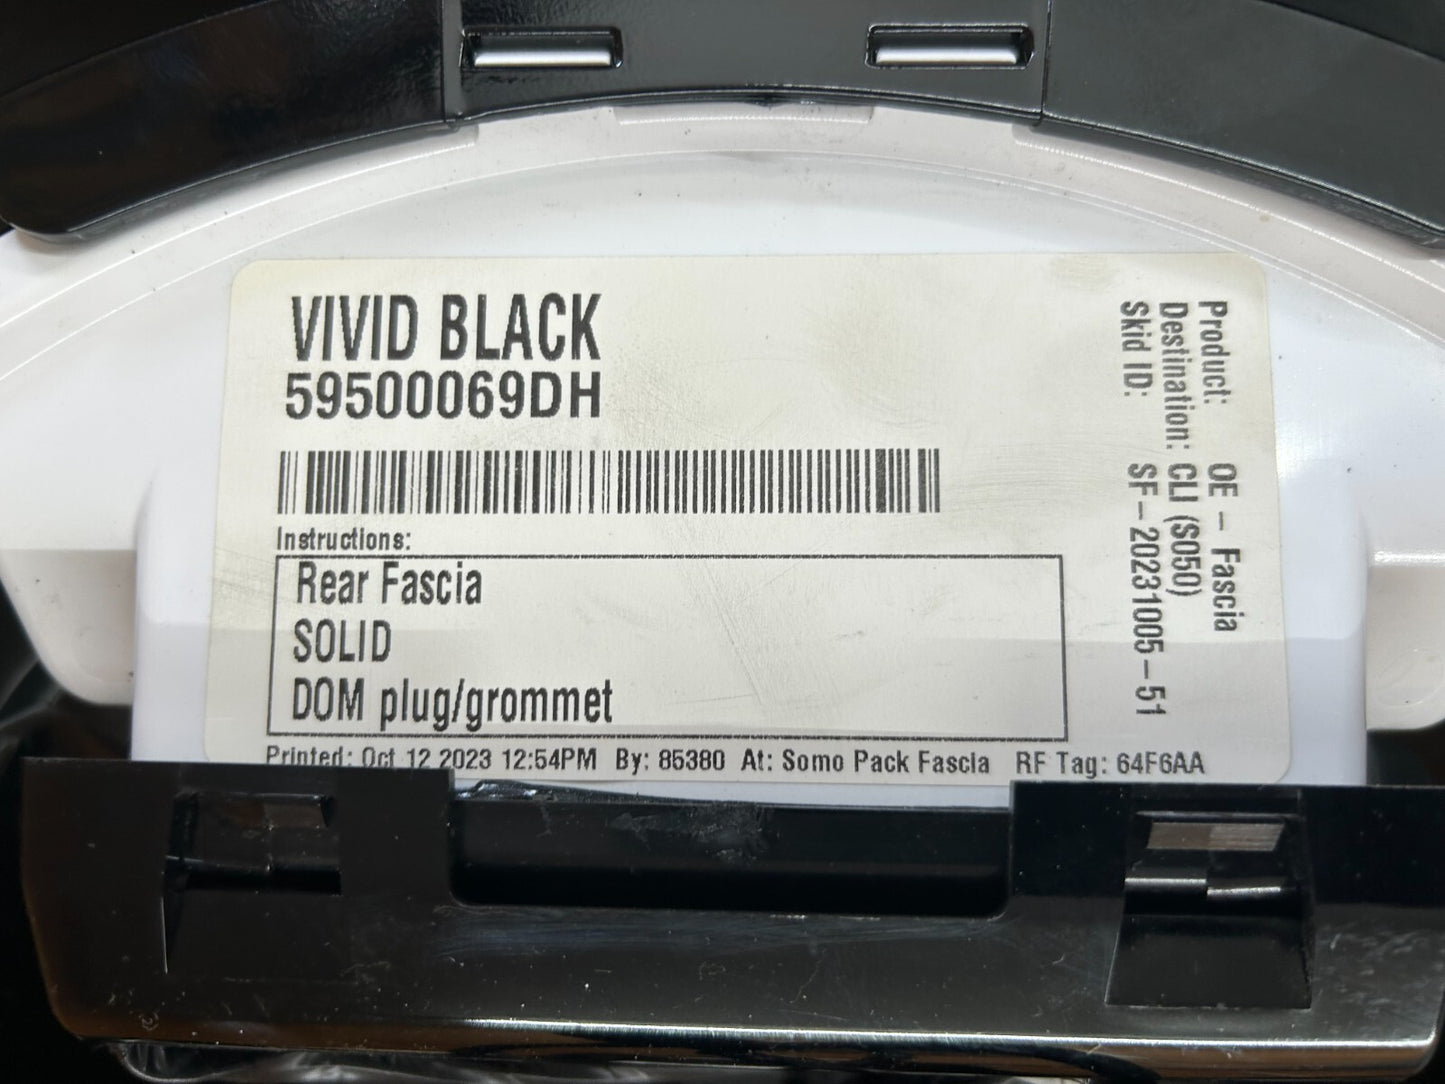 VIVID BLACK
59500069DH
Instructions:
Rear Fascia
SOLID
DOM plug/grommet
Printed: Oct 12 2023 12:54PM By: 85380 At: Somo Pack Fascia RF Tag: 64F6AA
Product: OE - Fascia
Destination: CLI (S050)
Skid ID: SF-20231005-51